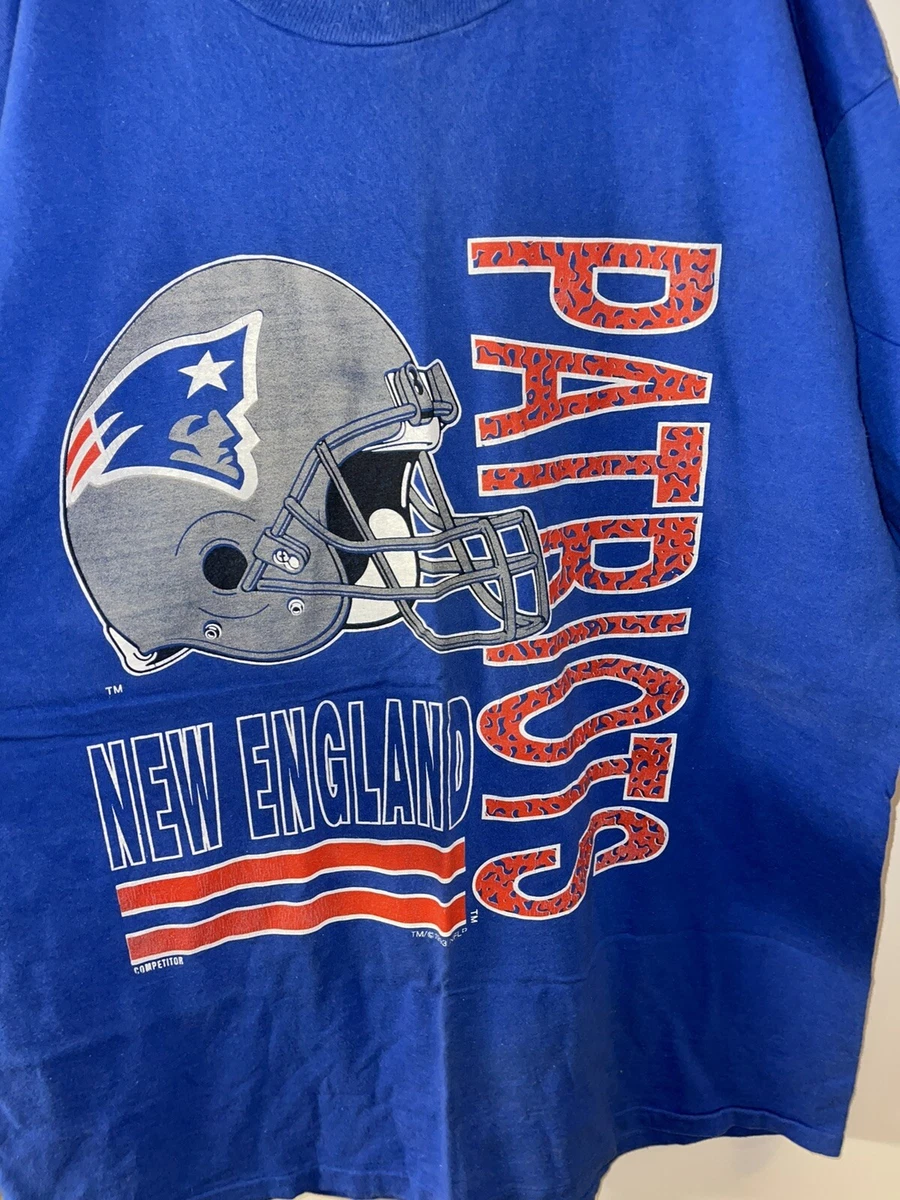 PATRIOTS
TM
NEW ENGLAND
TM
COMPETITOR